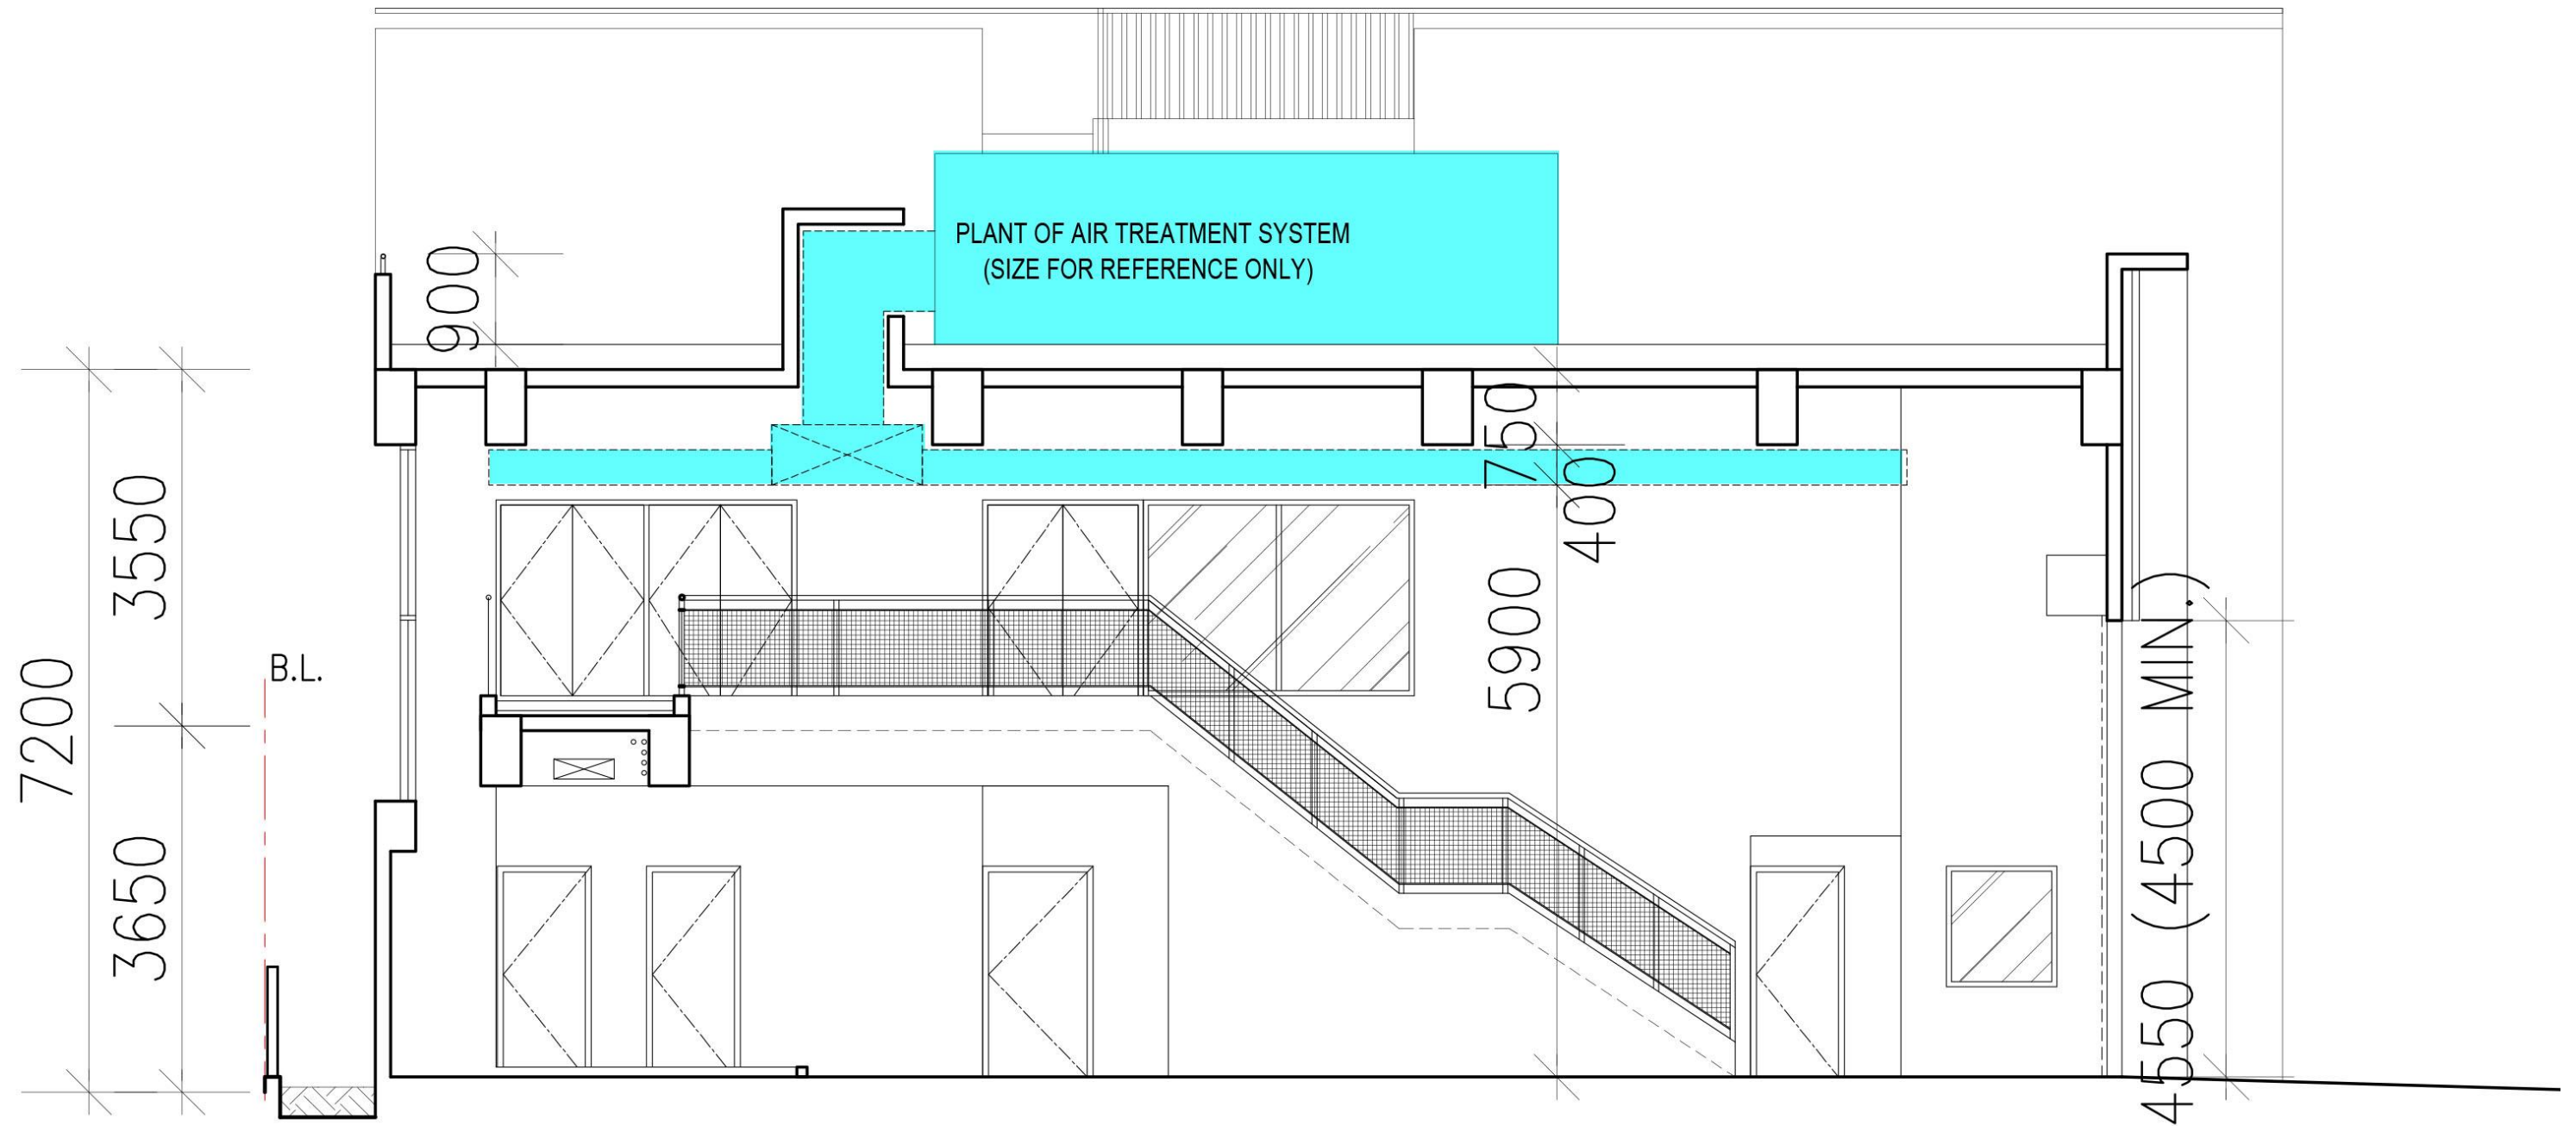 PLANT OF AIR TREATMENT SYSTEM
(SIZE FOR REFERENCE ONLY)
900
750
400
3550
5900
7200
B.L.
3650
4550 (4500 MIN.)